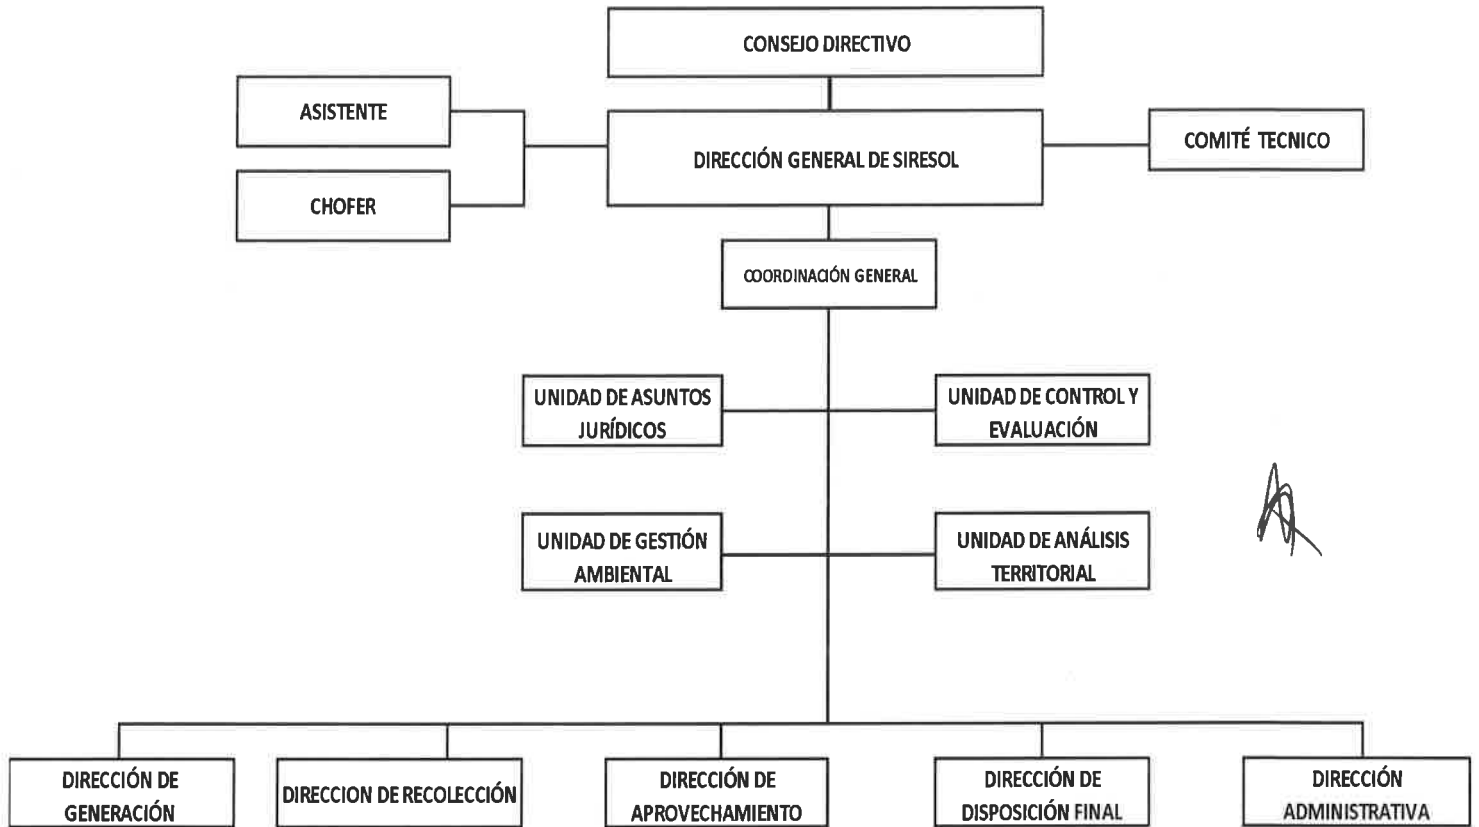 CONSEJO DIRECTIVO
ASISTENTE
DIRECCIÓN GENERAL DE SIRESOL
COMITÉ TECNICO
CHOFER
COORDINACIÓN GENERAL
UNIDAD DE ASUNTOS
JURÍDICOS
UNIDAD DE CONTROL Y
EVALUACIÓN
UNIDAD DE GESTIÓN
AMBIENTAL
UNIDAD DE ANÁLISIS
TERRITORIAL
DIRECCIÓN DE
GENERACIÓN
DIRECCION DE RECOLECCIÓN
DIRECCIÓN DE
APROVECHAMIENTO
DIRECCIÓN DE
DISPOSICIÓN FINAL
DIRECCIÓN
ADMINISTRATIVA